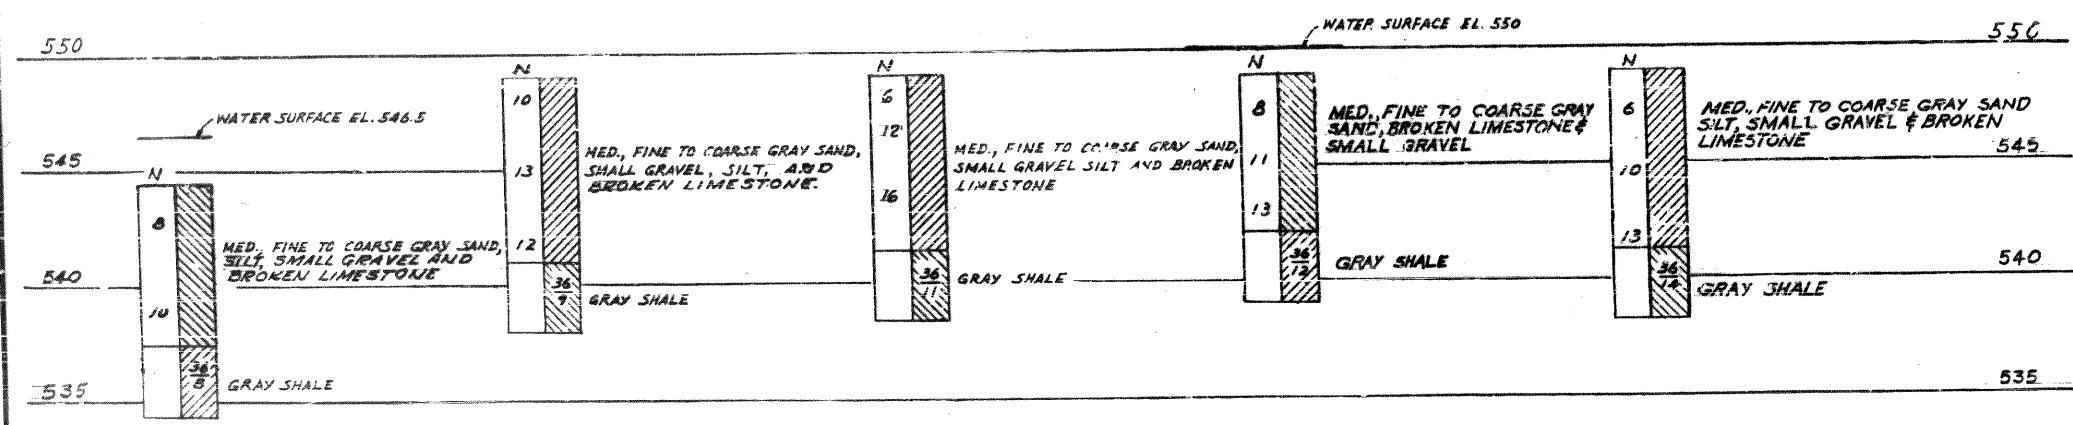 WATER SURFACE EL. 550
550
550
N
N
N
N
N
WATER SURFACE EL. 546.5
545
545
8
10
MED., FINE TO COARSE GRAY SAND,
SILT, SMALL GRAVEL AND
BROKEN LIMESTONE
36
8
GRAY SHALE
10
13
12
MED., FINE TO COARSE GRAY SAND,
SMALL GRAVEL, SILT, AND
BROKEN LIMESTONE.
36
9
GRAY SHALE
6
12
16
MED., FINE TO COARSE GRAY SAND,
SMALL GRAVEL SILT AND BROKEN
LIMESTONE
36
11
GRAY SHALE
8
11
13
MED., FINE TO COARSE GRAY
SAND, BROKEN LIMESTONE &
SMALL GRAVEL
36
12
GRAY SHALE
6
10
13
MED., FINE TO COARSE GRAY SAND
SILT, SMALL GRAVEL & BROKEN
LIMESTONE
36
14
GRAY SHALE
540
540
535
535